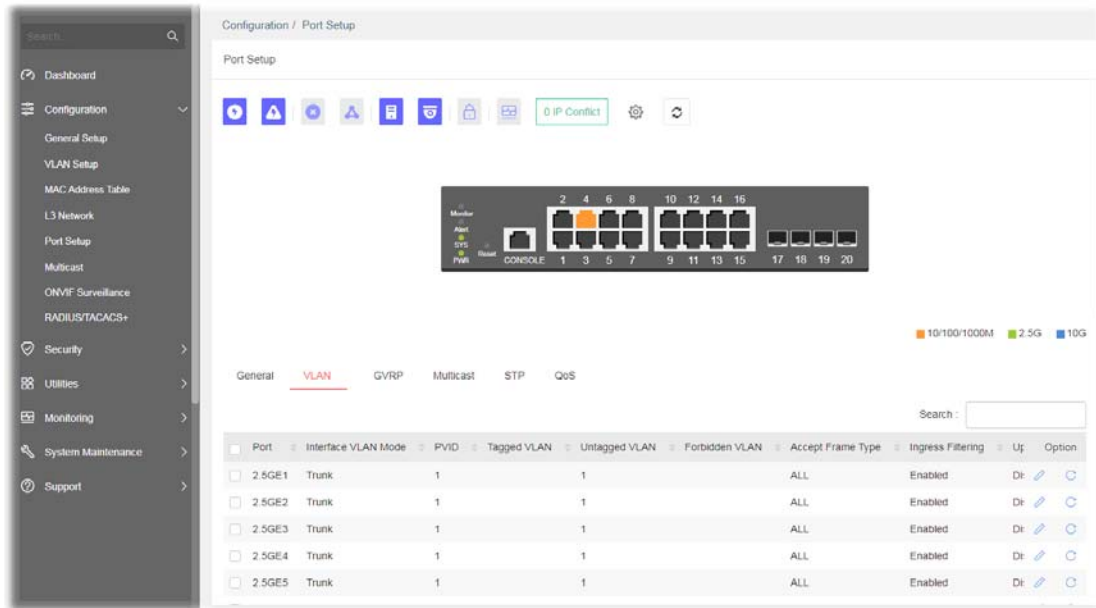 Configuration / Port Setup
Search...
Port Setup
Dashboard
Configuration
0 IP Conflict
General Setup
VLAN Setup
MAC Address Table
L3 Network
Port Setup
Multicast
ONVIF Surveillance
RADIUS/TACACS+
Security
Utilities
Monitoring
System Maintenance
Support
2 4 6 8 10 12 14 16
Monitor
Alert
SYS
PWR
Reset
CONSOLE 1 3 5 7 9 11 13 15 17 18 19 20
10/100/1000M 2.5G 10G
General VLAN GVRP Multicast STP QoS
Search :
Port Interface VLAN Mode PVID Tagged VLAN Untagged VLAN Forbidden VLAN Accept Frame Type Ingress Filtering Up Option
2.5GE1 Trunk 1 1 ALL Enabled Di
2.5GE2 Trunk 1 1 ALL Enabled Di
2.5GE3 Trunk 1 1 ALL Enabled Di
2.5GE4 Trunk 1 1 ALL Enabled Di
2.5GE5 Trunk 1 1 ALL Enabled Di